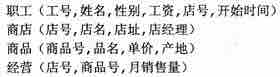 职工(工号,姓名,性别,工资,店号,开始时间)
商店(店号,店名,店址,店经理)
商品(商品号,品名,单价,产地)
经营(店号,商品号,月销售量)